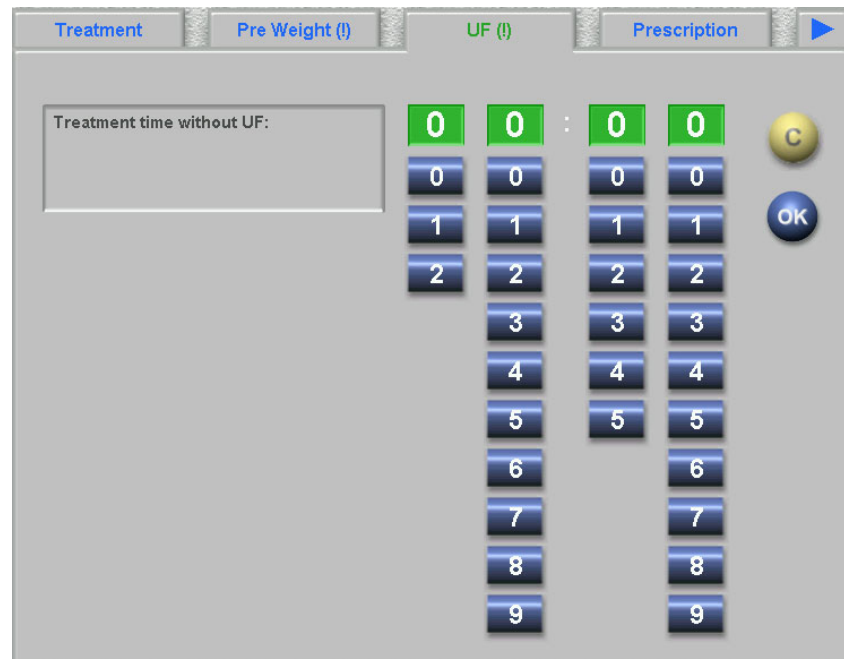 Treatment Pre Weight (!) UF (!) Prescription
Treatment time without UF: 0 0 : 0 0 C
0 0 0 0
1 1 1 1 OK
2 2 2 2
3 3 3
4 4 4
5 5 5
6 6
7 7
8 8
9 9